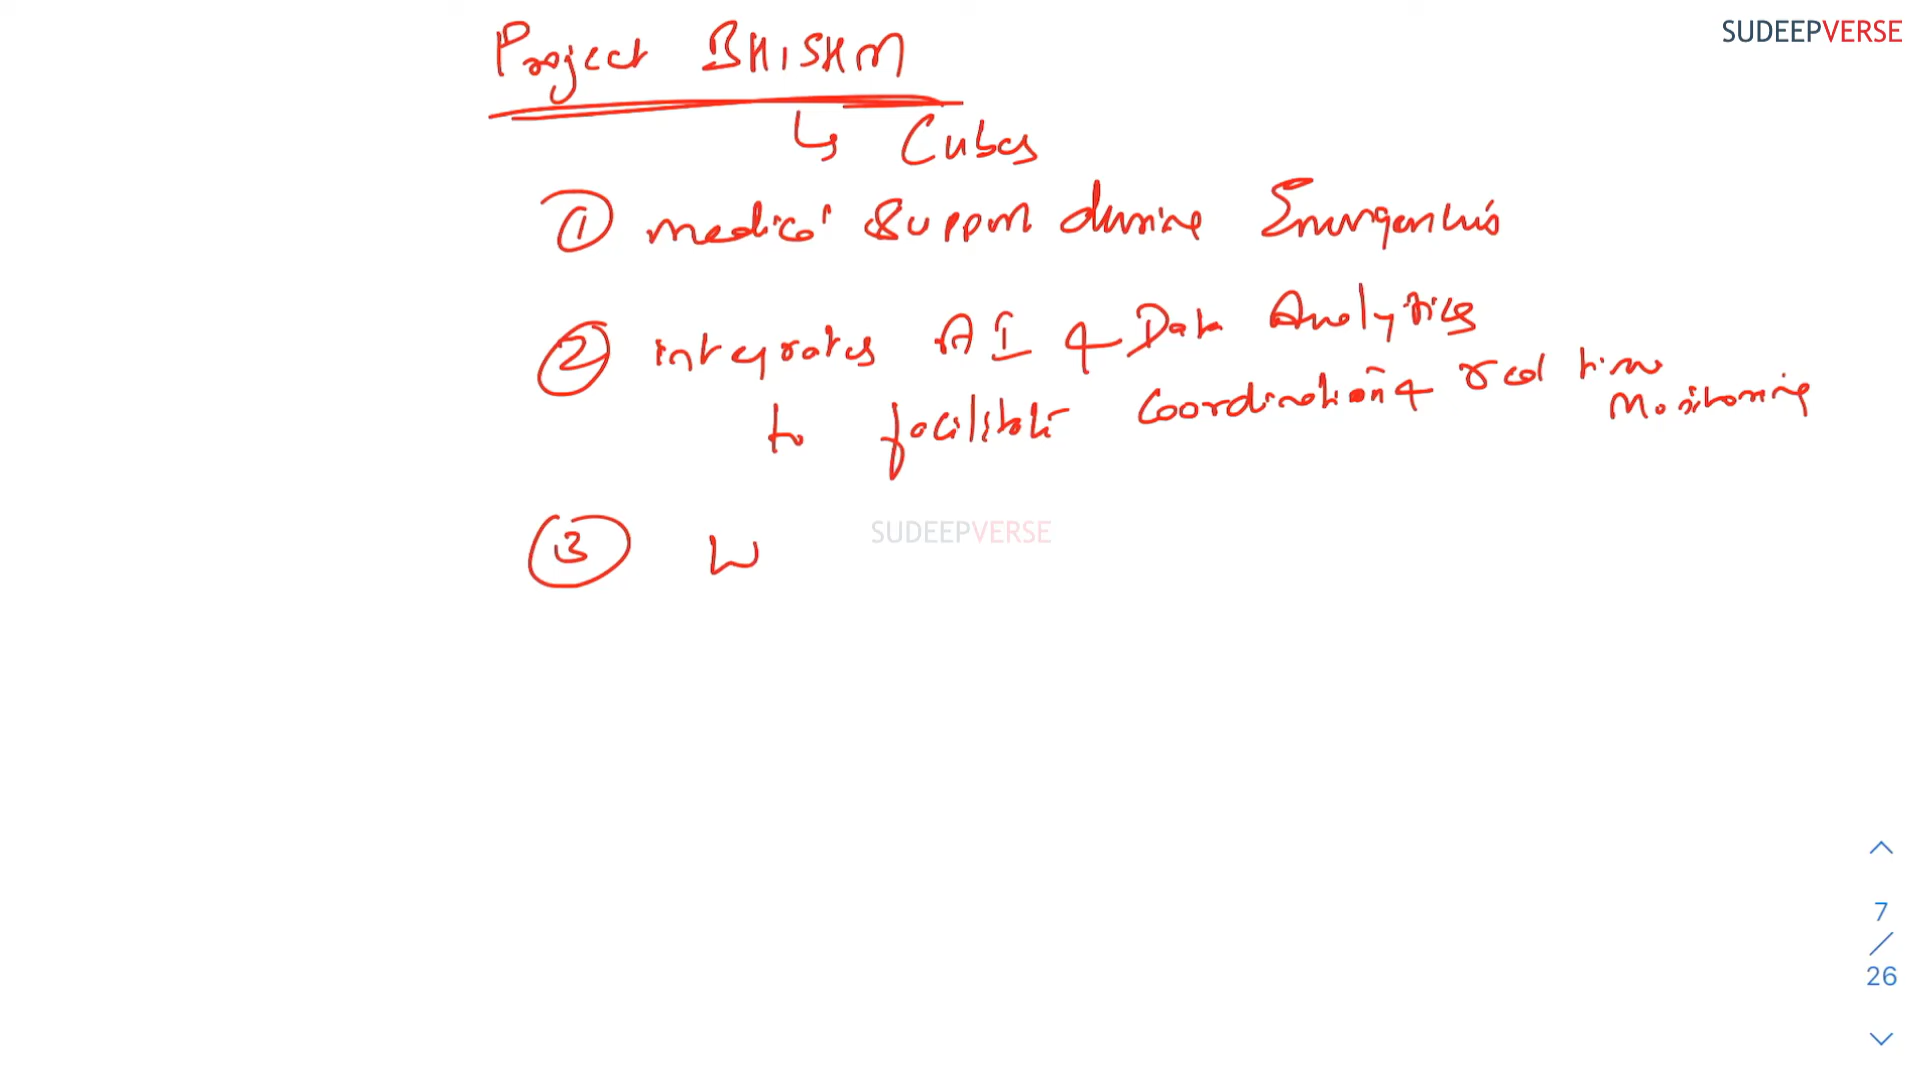 SUDEEPVERSE
Project BHISHM
↳ Cubes
① medical Support during Emergencies
② integrates AI & Data Analytics
to facilitate Coordination & real time
Monitoring
③ W
SUDEEPVERSE
7
/
26